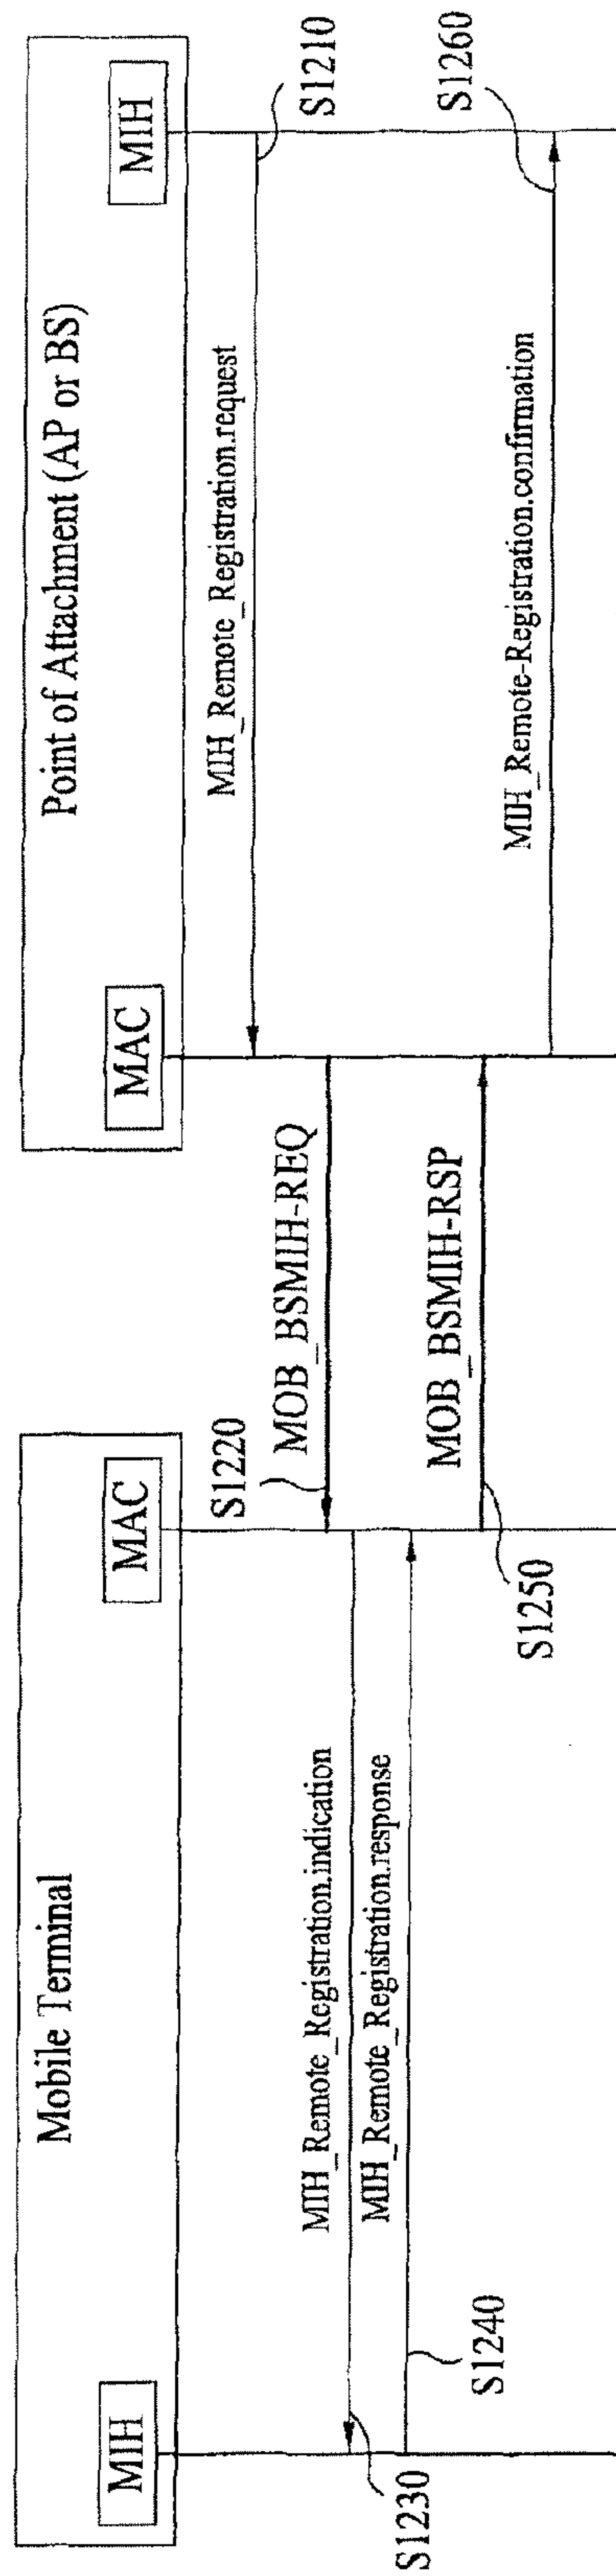 Mobile Terminal
Point of Attachment (AP or BS)
MIH
MAC
MAC
MIH
MIH_Remote_Registration.request
S1210
S1220
MOB_BSMIH-REQ
MIH_Remote_Registration.indication
S1230
MIH_Remote_Registration.response
S1240
MOB_BSMIH-RSP
S1250
MIH_Remote-Registration.confirmation
S1260